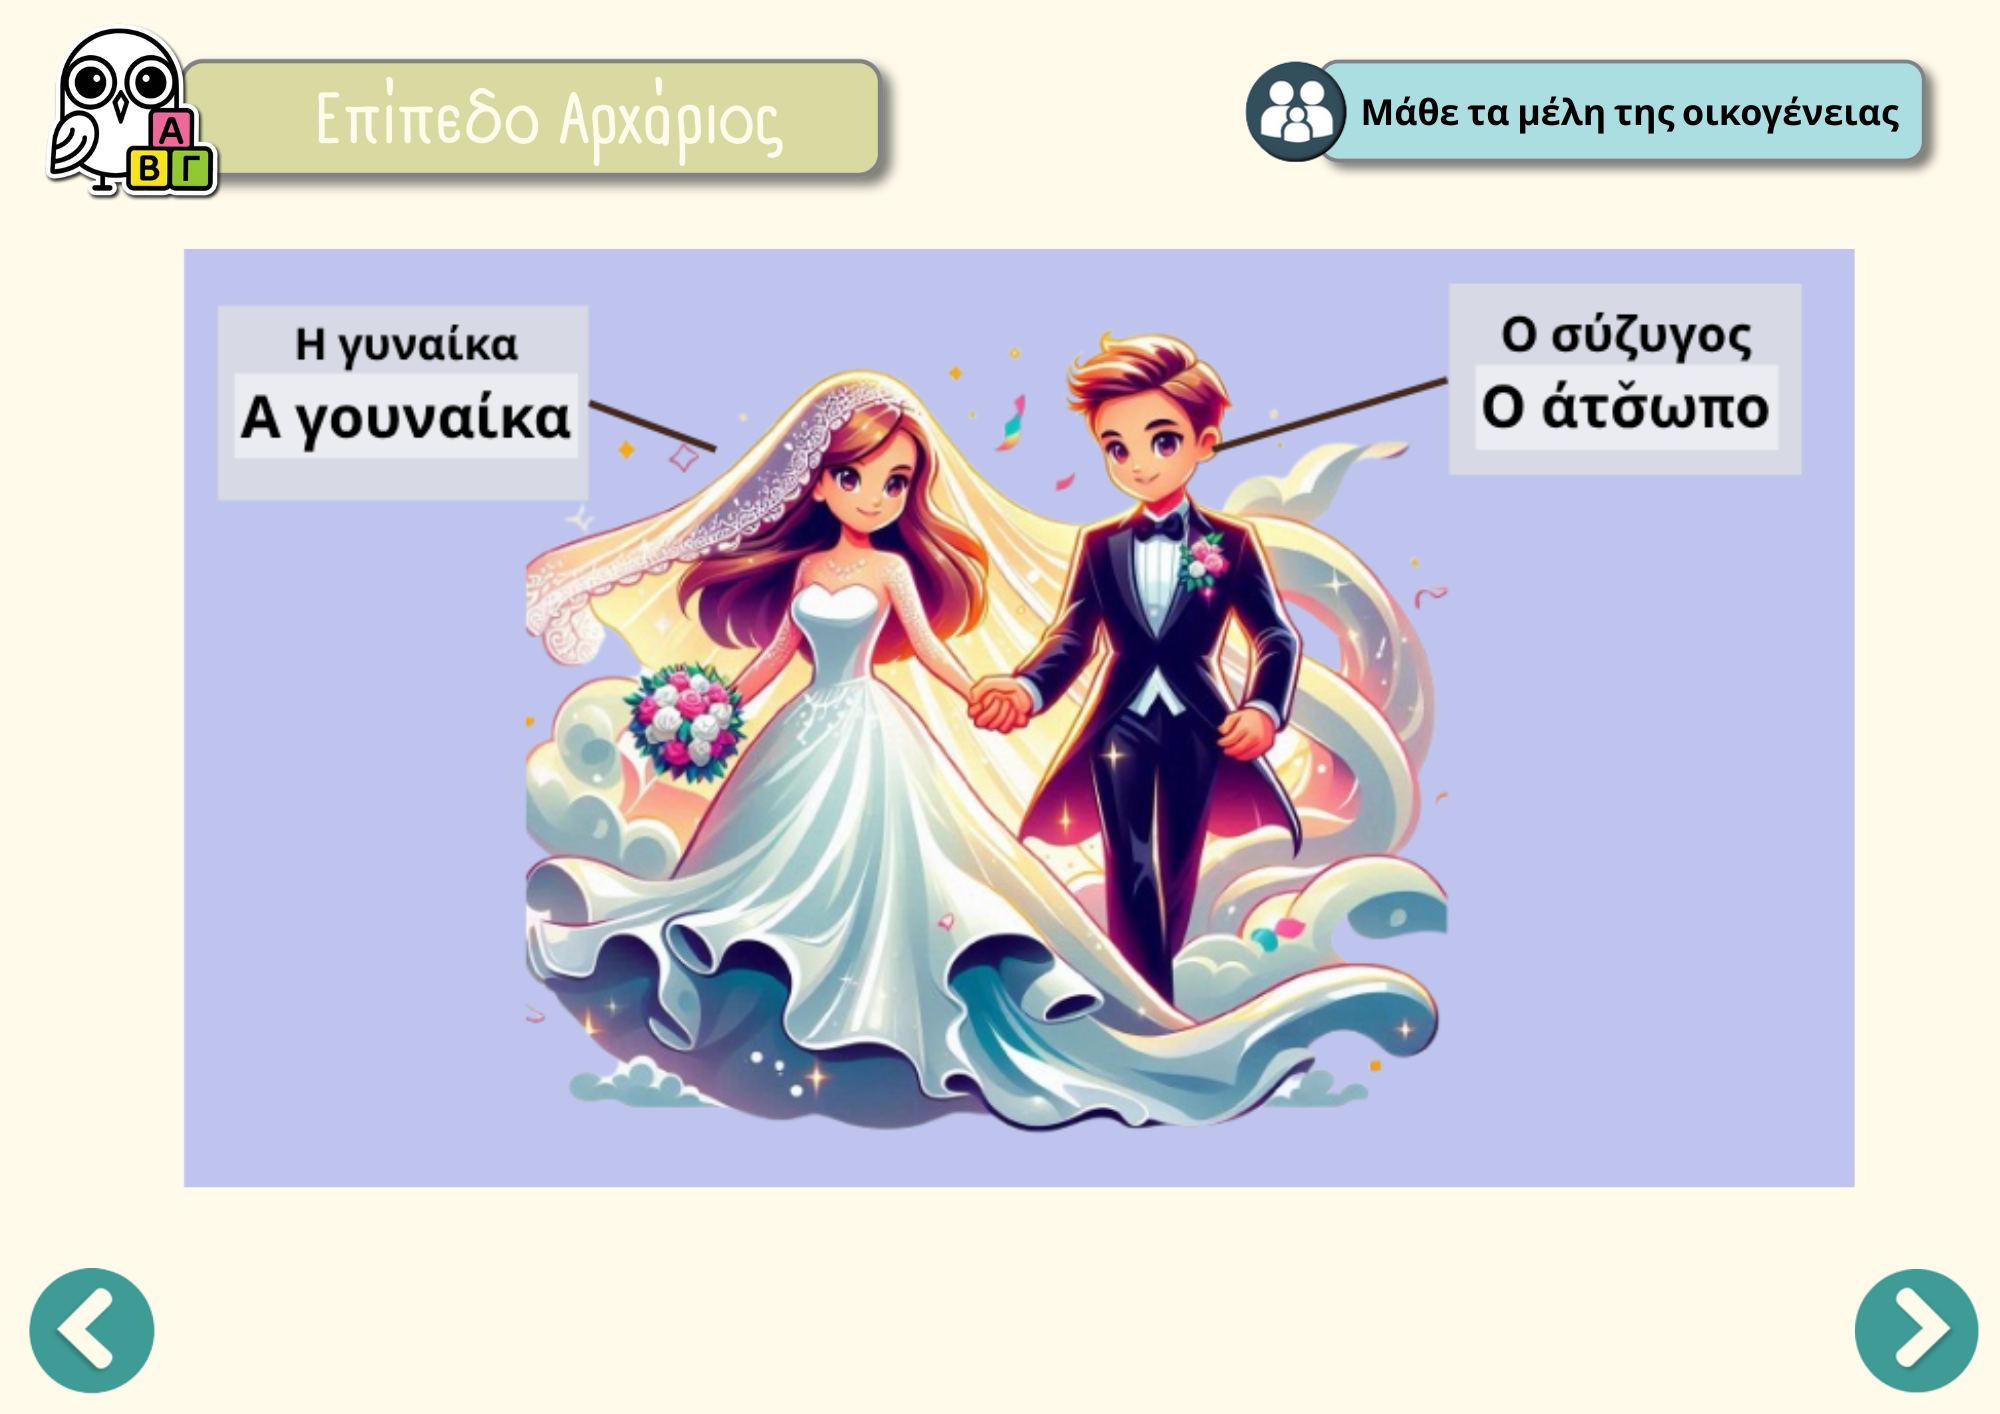 Επίπεδο Αρχάριος
Μάθε τα μέλη της οικογένειας
Α
Β Γ
Η γυναίκα
Α γουναίκα
Ο σύζυγος
Ο άτσ̌ωπο